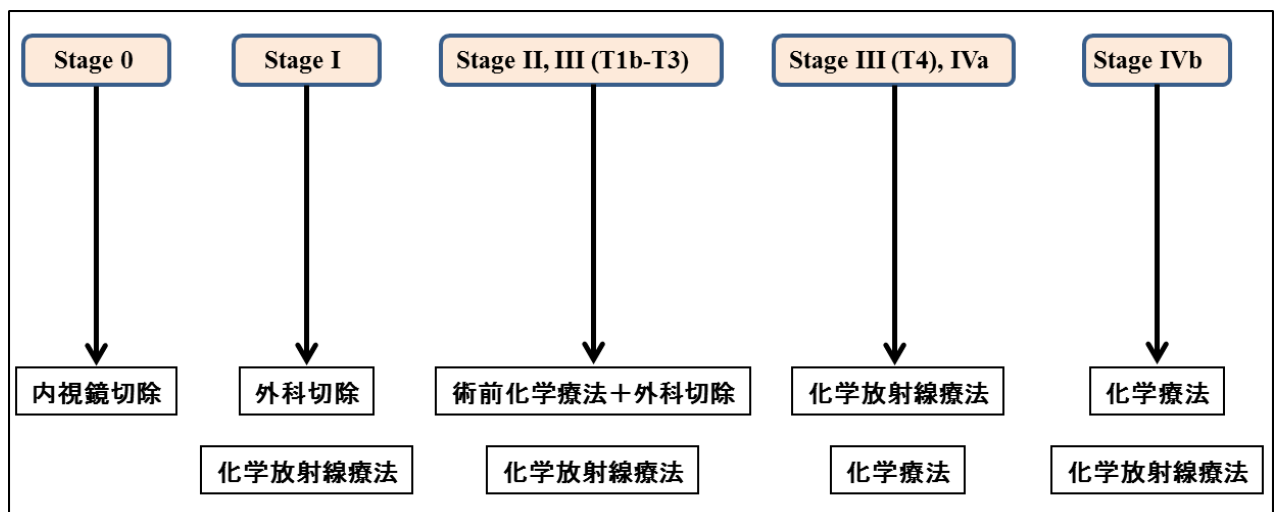 Stage 0
Stage I
Stage II, III (T1b-T3)
Stage III (T4), IVa
Stage IVb
内視鏡切除
外科切除
術前化学療法＋外科切除
化学放射線療法
化学療法
化学放射線療法
化学放射線療法
化学療法
化学放射線療法